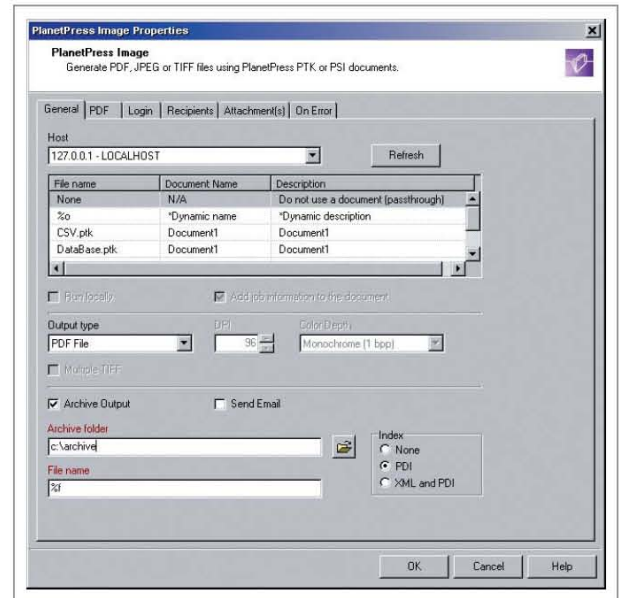 PlanetPress Image Properties
PlanetPress Image
Generate PDF, JPEG or TIFF files using PlanetPress PTK or PSI documents.
General PDF Login Recipients Attachment(s) On Error
Host
127.0.0.1 - LOCALHOST Refresh
File name Document Name Description
None N/A Do not use a document (passthrough)
%o *Dynamic name *Dynamic description
CSV.ptk Document1 Document1
DataBase.ptk Document1 Document1
Run locally Add job information to the document
Output type DPI Color Depth
PDF File 96 Monochrome (1 bpp)
Multiple TIFF
Archive Output Send Email
Archive folder
c:\archive
Index
None
PDI
XML and PDI
File name
%f
OK Cancel Help